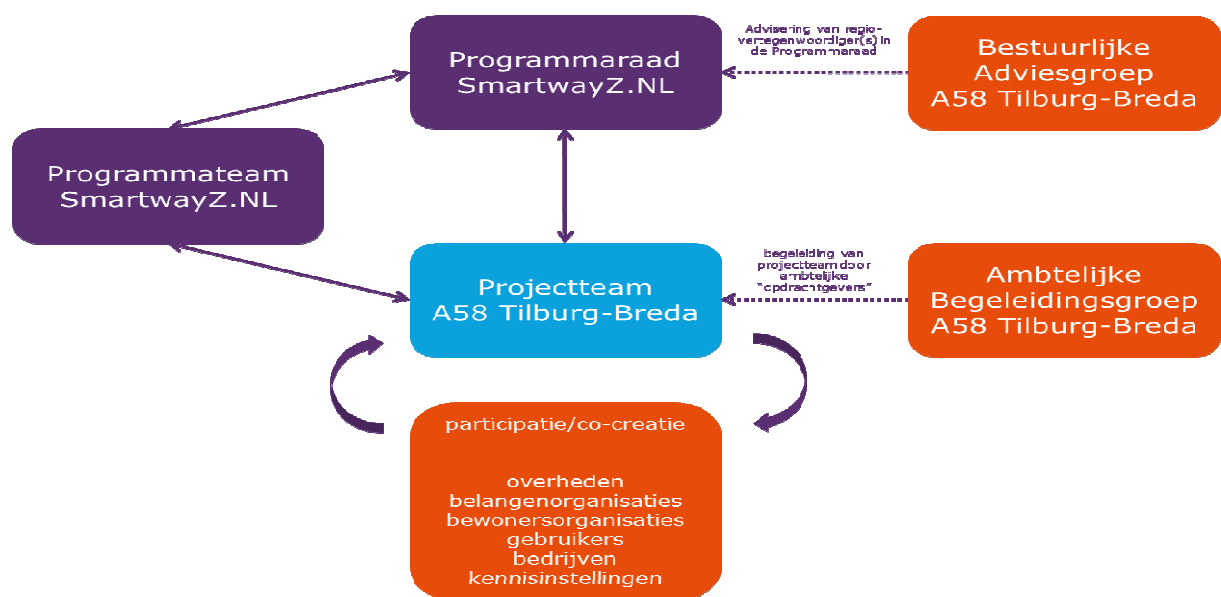 Programmaraad
SmartwayZ.NL
Advisering van regio-
vertegenwoordiger(s) in
de Programmaraad
Bestuurlijke
Adviesgroep
A58 Tilburg-Breda
Programmateam
SmartwayZ.NL
Projectteam
A58 Tilburg-Breda
begeleiding van
projectteam door
ambtelijke
"opdrachtgevers"
Ambtelijke
Begeleidingsgroep
A58 Tilburg-Breda
participatie/co-creatie
overheden
belangenorganisaties
bewonersorganisaties
gebruikers
bedrijven
kennisinstellingen